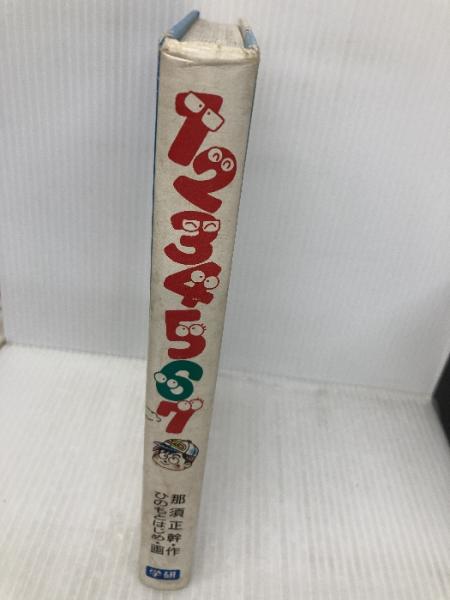 1234567
那須正幹・作
ひのもとはじめ・画
学研